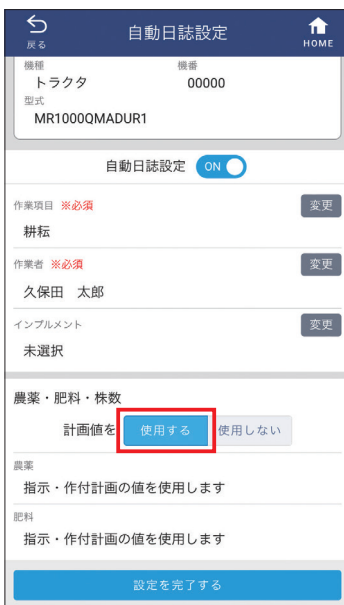 戻る
自動日誌設定
HOME
機種 機番
トラクタ 00000
型式
MR1000QMADUR1
自動日誌設定 ON
作業項目 ※必須 変更
耕耘
作業者 ※必須 変更
久保田 太郎
インプルメント 変更
未選択
農薬・肥料・株数
計画値を 使用する 使用しない
農薬
指示・作付計画の値を使用します
肥料
指示・作付計画の値を使用します
設定を完了する